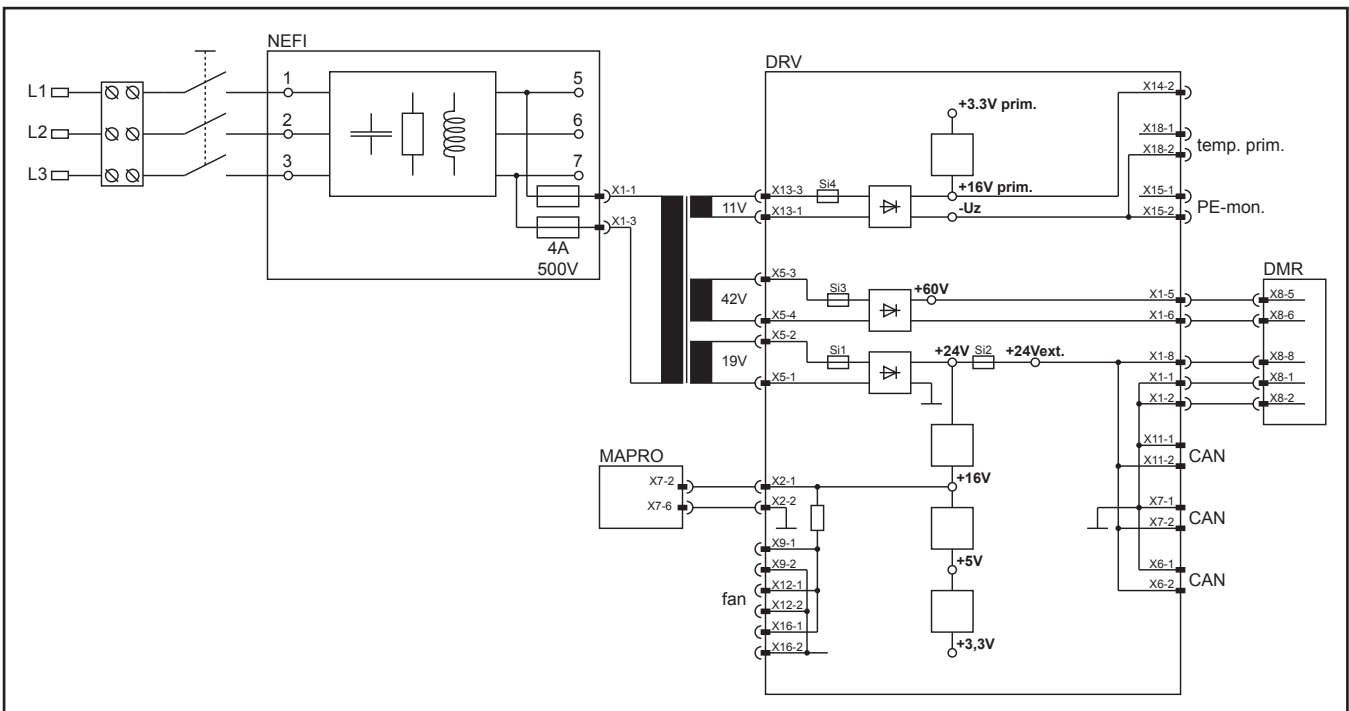 NEFI
DRV
L1
L2
L3
1
2
3
5
6
7
X1-1
X1-3
4A
500V
11V
42V
19V
X13-3
X13-1
Si4
+3.3V prim.
+16V prim.
-Uz
X14-2
X18-1
X18-2
temp. prim.
X15-1
X15-2
PE-mon.
X5-3
Si3
+60V
X5-4
X5-2
Si1
+24V
Si2
+24Vext.
X5-1
X1-5
X1-6
X1-8
X1-1
X1-2
DMR
X8-5
X8-6
X8-8
X8-1
X8-2
X11-1
X11-2
CAN
X7-1
X7-2
CAN
X6-1
X6-2
CAN
MAPRO
X7-2
X7-6
X2-1
X2-2
+16V
+5V
+3,3V
fan
X9-1
X9-2
X12-1
X12-2
X16-1
X16-2